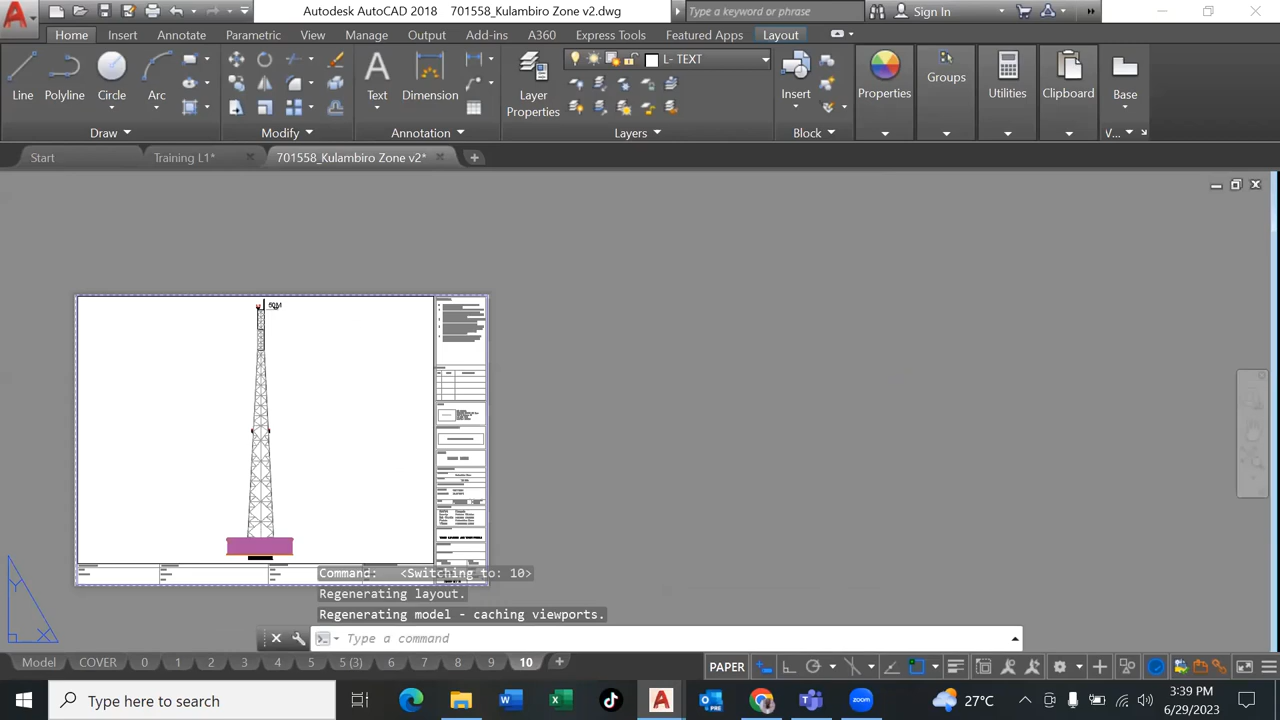 Autodesk AutoCAD 2018 701558_Kulambiro Zone v2.dwg
Type a keyword or phrase
Sign In
Home Insert Annotate Parametric View Manage Output Add-ins A360 Express Tools Featured Apps Layout
L- TEXT
Line Polyline Circle Arc
Text Dimension
Layer Properties
Insert
Properties Groups Utilities Clipboard Base
Draw Modify Annotation Layers Block V...
Start Training L1* 701558_Kulambiro Zone v2*
50M
Command: <Switching to: 10>
Regenerating layout.
Regenerating model - caching viewports.
Type a command
Y
X
Model COVER 0 1 2 3 4 5 5 (3) 6 7 8 9 10
PAPER
Type here to search
27°C
3:39 PM
6/29/2023